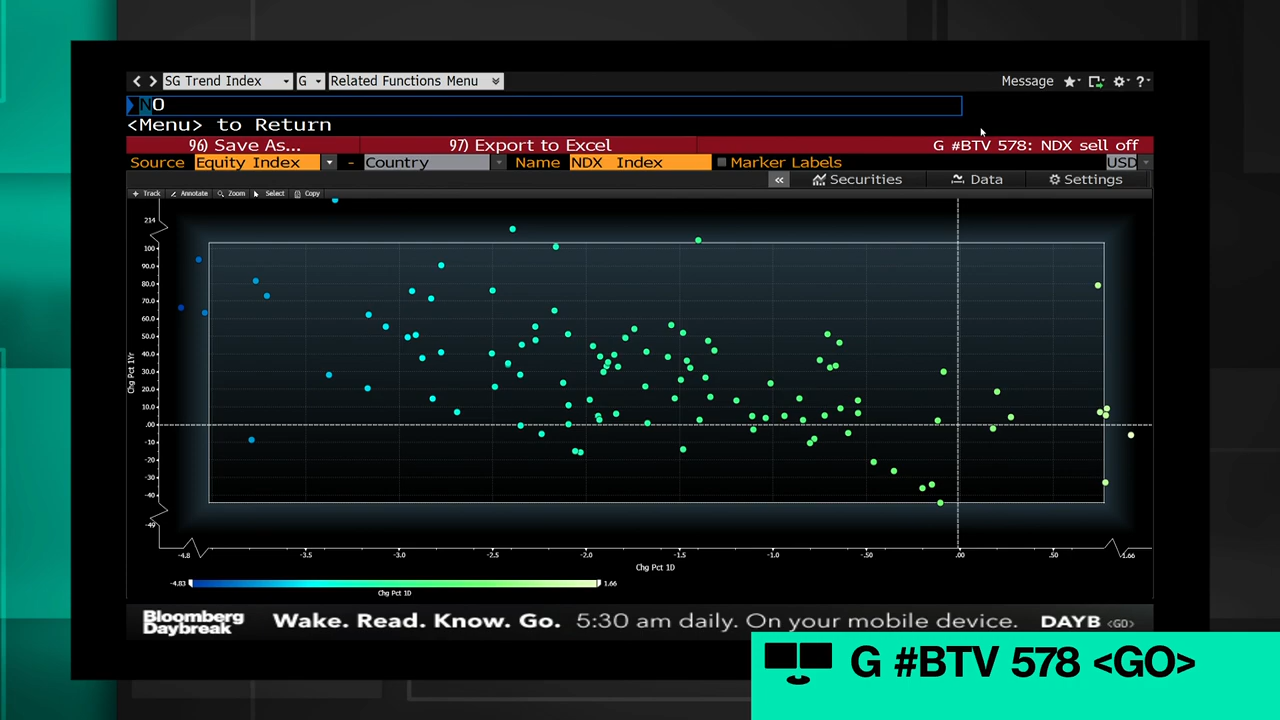 SG Trend Index G Related Functions Menu Message ?
NO
<Menu> to Return
96) Save As... 97) Export to Excel G #BTV 578: NDX sell off
Source Equity Index - Country Name NDX Index Marker Labels USD
« Securities Data Settings
Track Annotate Zoom Select Copy
214
100
90.0
80.0
70.0
60.0
50.0
40.0
30.0
20.0
10.0
.00
-10
-20
-30
-40
-49
Chg Pct 1Yr
-4.8 -3.5 -3.0 -2.5 -2.0 -1.5 -1.0 -.50 .00 .50 1.66
Chg Pct 1D
-4.83 1.66
Chg Pct 1D
Bloomberg
Daybreak
Wake. Read. Know. Go. 5:30 am daily. On your mobile device. DAYB <GO>
G #BTV 578 <GO>